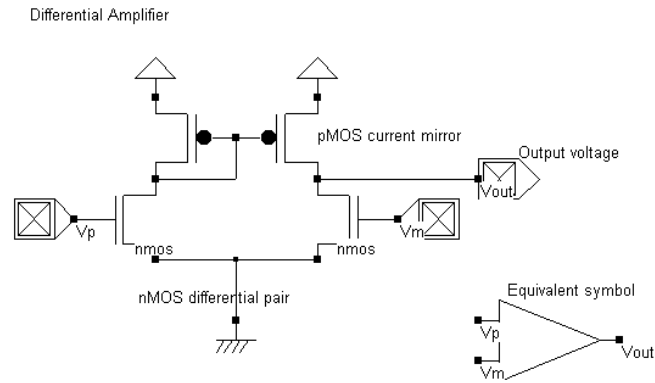 Differential Amplifier
pMOS current mirror
Output voltage
Vout
Vp
Vm
nmos
nmos
nMOS differential pair
Equivalent symbol
Vp
Vm
Vout